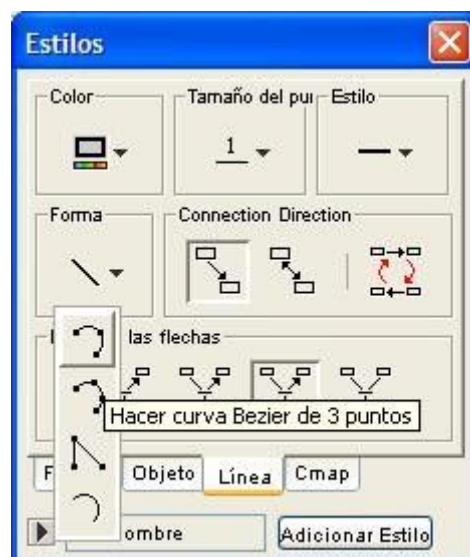 Estilos
Color
Tamaño del pu
Estilo
1
Forma
Connection Direction
las flechas
Hacer curva Bezier de 3 puntos
F
Objeto
Línea
Cmap
ombre
Adicionar Estilo